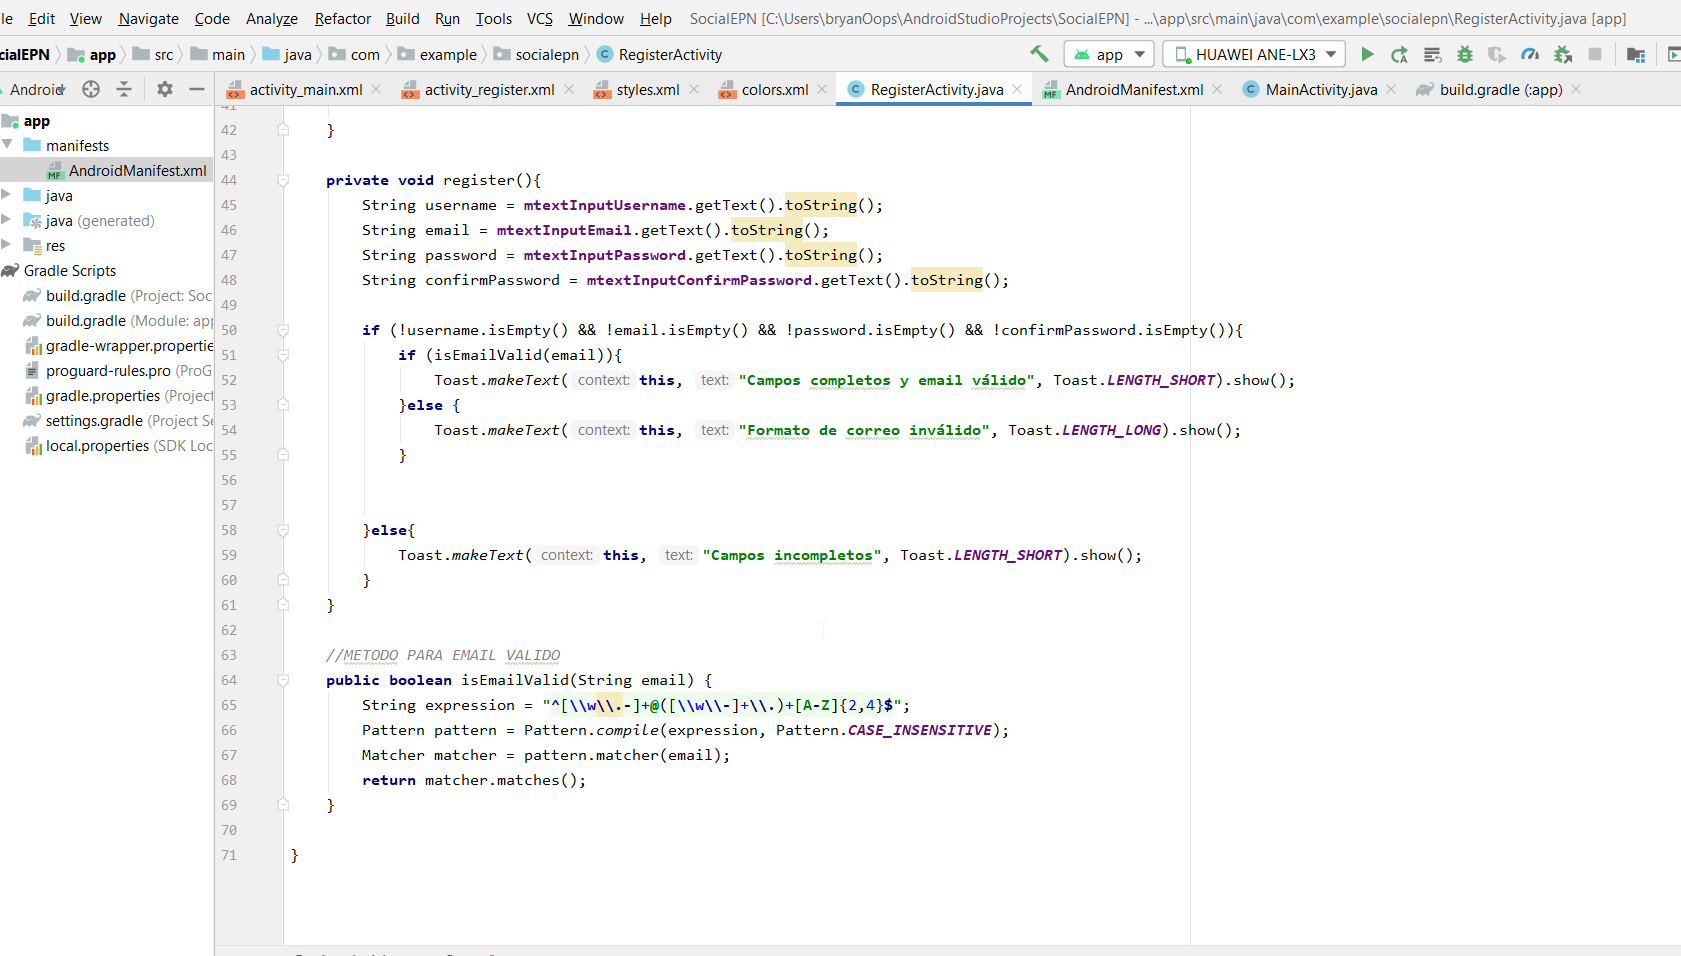 le Edit View Navigate Code Analyze Refactor Build Run Tools VCS Window Help SocialEPN [C:\Users\bryanOops\AndroidStudioProjects\SocialEPN] - ...\app\src\main\java\com\example\socialepn\RegisterActivity.java [app]
cialEPN app src main java com example socialepn RegisterActivity app HUAWEI ANE-LX3
Android activity_main.xml activity_register.xml styles.xml colors.xml RegisterActivity.java AndroidManifest.xml MainActivity.java build.gradle (:app)
app
manifests
AndroidManifest.xml
java
java (generated)
res
Gradle Scripts
build.gradle (Project: Soc
build.gradle (Module: app
gradle-wrapper.propertie
proguard-rules.pro (ProG
gradle.properties (Project
settings.gradle (Project Se
local.properties (SDK Loc
41
42 }
43
44 private void register(){
45 String username = mtextInputUsername.getText().toString();
46 String email = mtextInputEmail.getText().toString();
47 String password = mtextInputPassword.getText().toString();
48 String confirmPassword = mtextInputConfirmPassword.getText().toString();
49
50 if (!username.isEmpty() && !email.isEmpty() && !password.isEmpty() && !confirmPassword.isEmpty()){
51 if (isEmailValid(email)){
52 Toast.makeText( context: this, text: "Campos completos y email válido", Toast.LENGTH_SHORT).show();
53 }else {
54 Toast.makeText( context: this, text: "Formato de correo inválido", Toast.LENGTH_LONG).show();
55 }
56
57
58 }else{
59 Toast.makeText( context: this, text: "Campos incompletos", Toast.LENGTH_SHORT).show();
60 }
61 }
62
63 //METODO PARA EMAIL VALIDO
64 public boolean isEmailValid(String email) {
65 String expression = "^[\\w\\.-]+@([\\w\\-]+\\.)+[A-Z]{2,4}$";
66 Pattern pattern = Pattern.compile(expression, Pattern.CASE_INSENSITIVE);
67 Matcher matcher = pattern.matcher(email);
68 return matcher.matches();
69 }
70
71 }